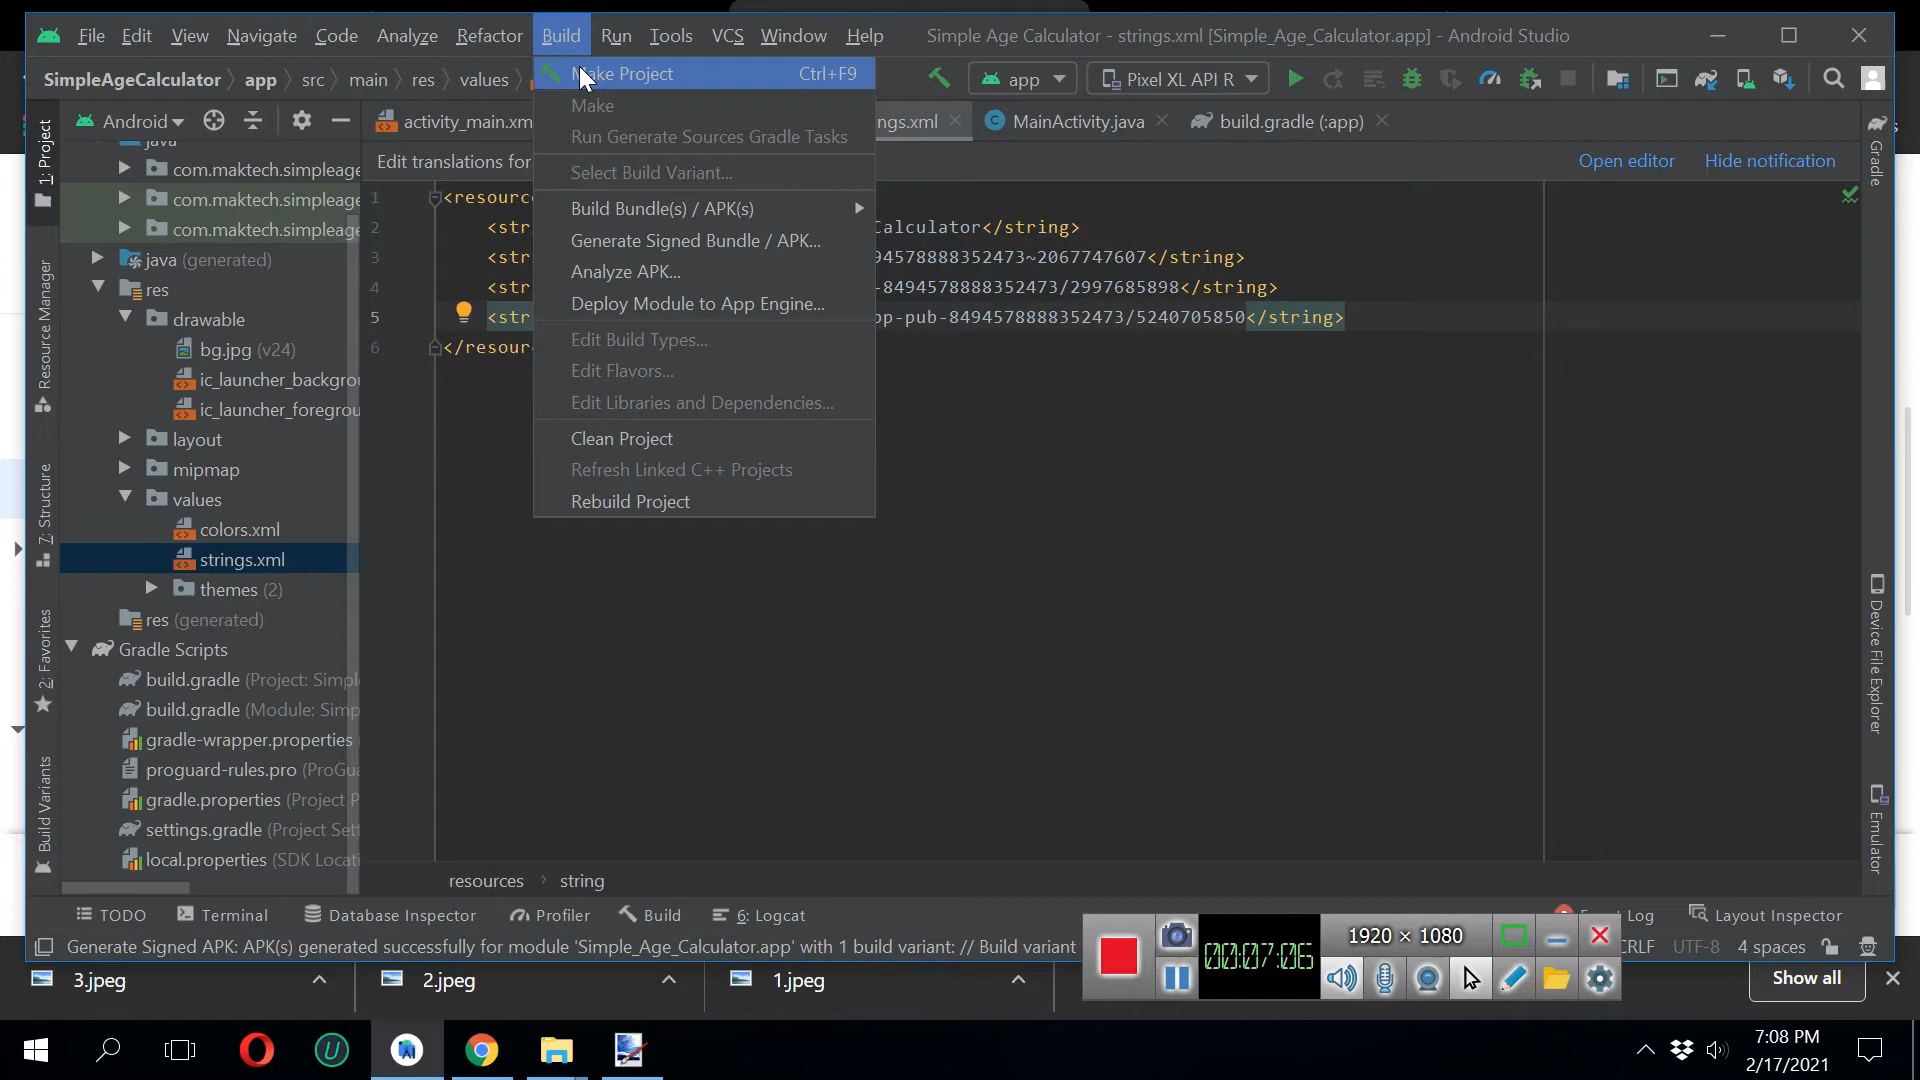 File Edit View Navigate Code Analyze Refactor Build Run Tools VCS Window Help Simple Age Calculator - strings.xml [Simple_Age_Calculator.app] - Android Studio
SimpleAgeCalculator app src main res values
Make Project Ctrl+F9
app Pixel XL API R
Android
activity_main.xm
ngs.xml
MainActivity.java
build.gradle (:app)
Make
Run Generate Sources Gradle Tasks
Select Build Variant...
Build Bundle(s) / APK(s)
Generate Signed Bundle / APK...
Analyze APK...
Deploy Module to App Engine...
Edit Build Types...
Edit Flavors...
Edit Libraries and Dependencies...
Clean Project
Refresh Linked C++ Projects
Rebuild Project
Edit translations for
Open editor Hide notification
1 <resourc
2 <str Calculator</string>
3 <str 94578888352473~2067747607</string>
4 <str -8494578888352473/2997685898</string>
5 <str pp-pub-8494578888352473/5240705850</string>
6 </resour
java
com.maktech.simpleage
com.maktech.simpleage
com.maktech.simpleage
java (generated)
res
drawable
bg.jpg (v24)
ic_launcher_backgrou
ic_launcher_foregrou
layout
mipmap
values
colors.xml
strings.xml
themes (2)
res (generated)
Gradle Scripts
build.gradle (Project: Simple
build.gradle (Module: Simp
gradle-wrapper.properties
proguard-rules.pro (ProGua
gradle.properties (Project P
settings.gradle (Project Sett
local.properties (SDK Locati
1: Project
Resource Manager
7: Structure
2: Favorites
Build Variants
Gradle
Device File Explorer
Emulator
resources string
TODO Terminal Database Inspector Profiler Build 6: Logcat Log Layout Inspector
Generate Signed APK: APK(s) generated successfully for module 'Simple_Age_Calculator.app' with 1 build variant: // Build variant
CRLF UTF-8 4 spaces
1920 × 1080
00:07:06
3.jpeg 2.jpeg 1.jpeg Show all
7:08 PM
2/17/2021